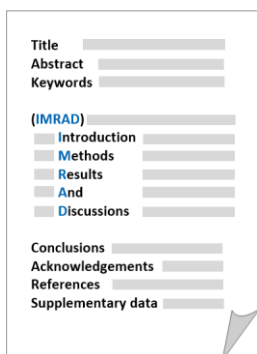 Title
Abstract
Keywords
(IMRAD)
Introduction
Methods
Results
And
Discussions
Conclusions
Acknowledgements
References
Supplementary data